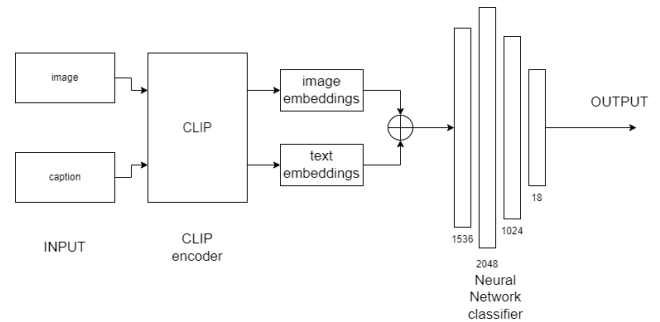 image
caption
INPUT
CLIP
CLIP
encoder
image
embeddings
text
embeddings
1536
2048
1024
18
Neural
Network
classifier
OUTPUT